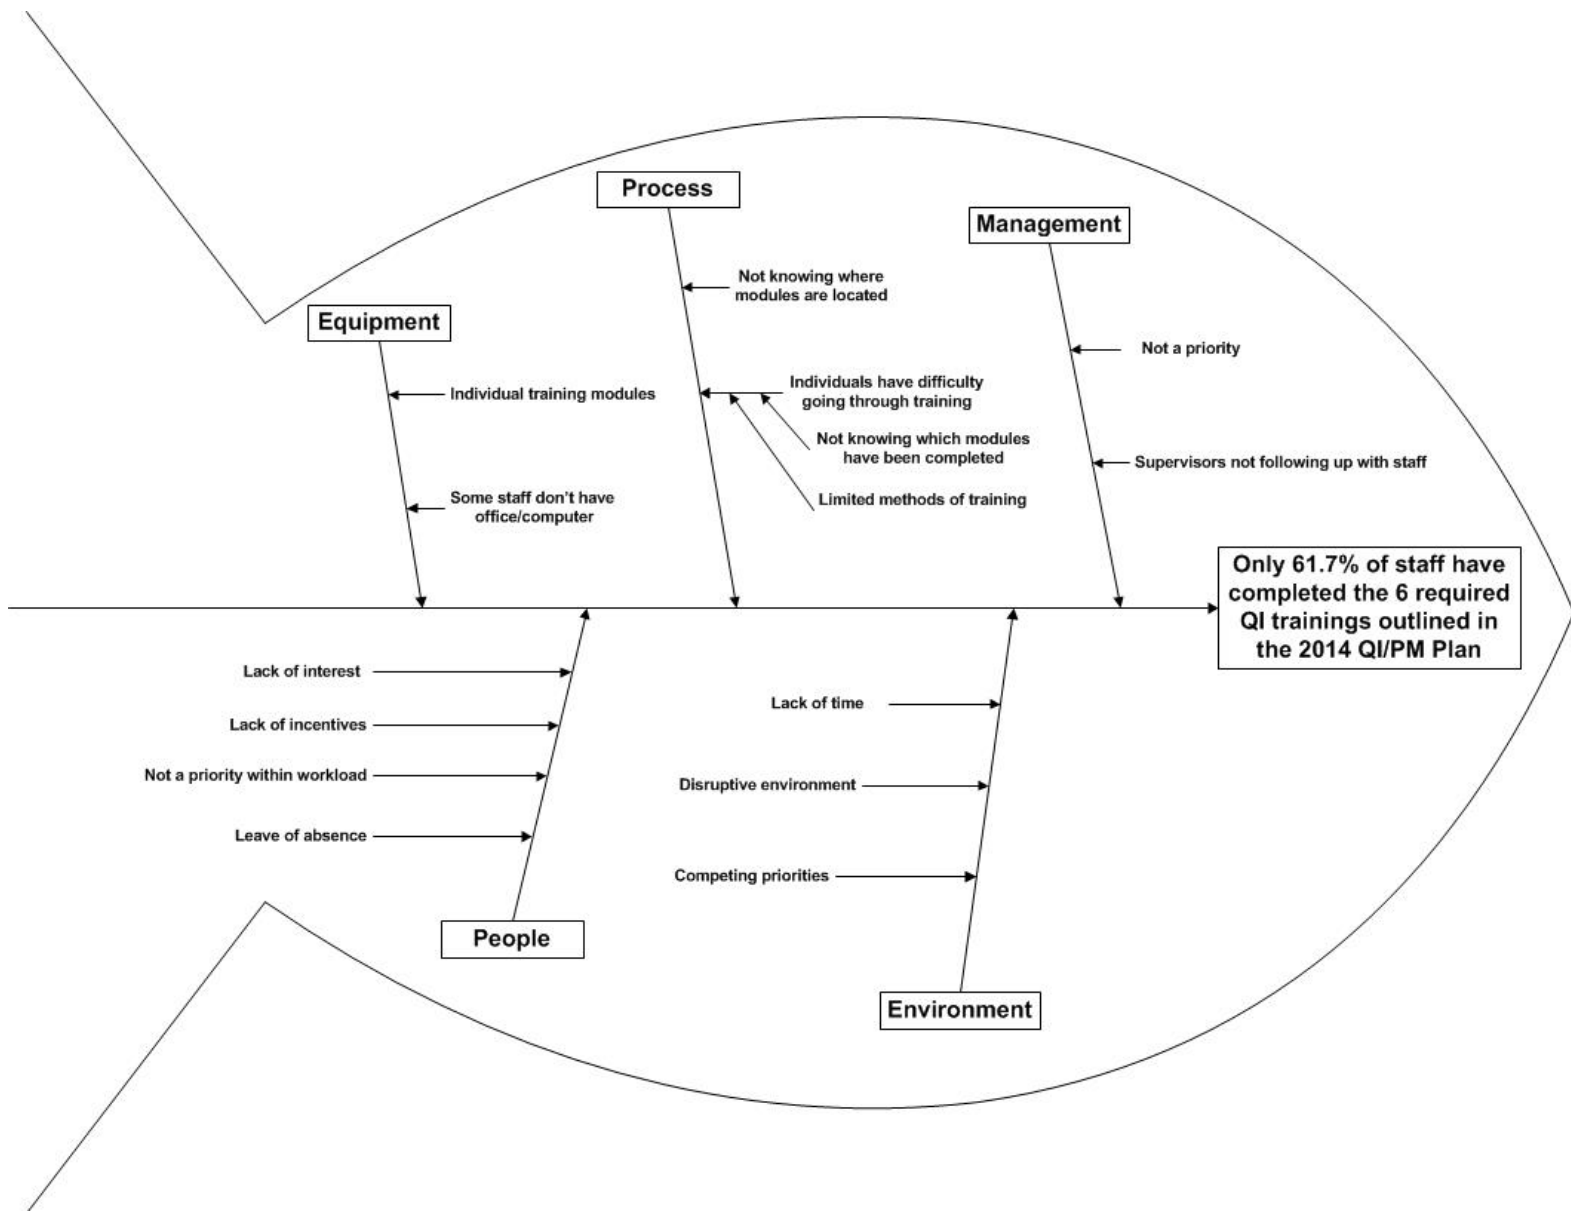 Process
Management
Not knowing where
modules are located
Equipment
Not a priority
Individual training modules
Individuals have difficulty
going through training
Not knowing which modules
have been completed
Supervisors not following up with staff
Some staff don't have
office/computer
Limited methods of training
Only 61.7% of staff have
completed the 6 required
QI trainings outlined in
the 2014 QI/PM Plan
Lack of interest
Lack of incentives
Not a priority within workload
Leave of absence
People
Lack of time
Disruptive environment
Competing priorities
Environment